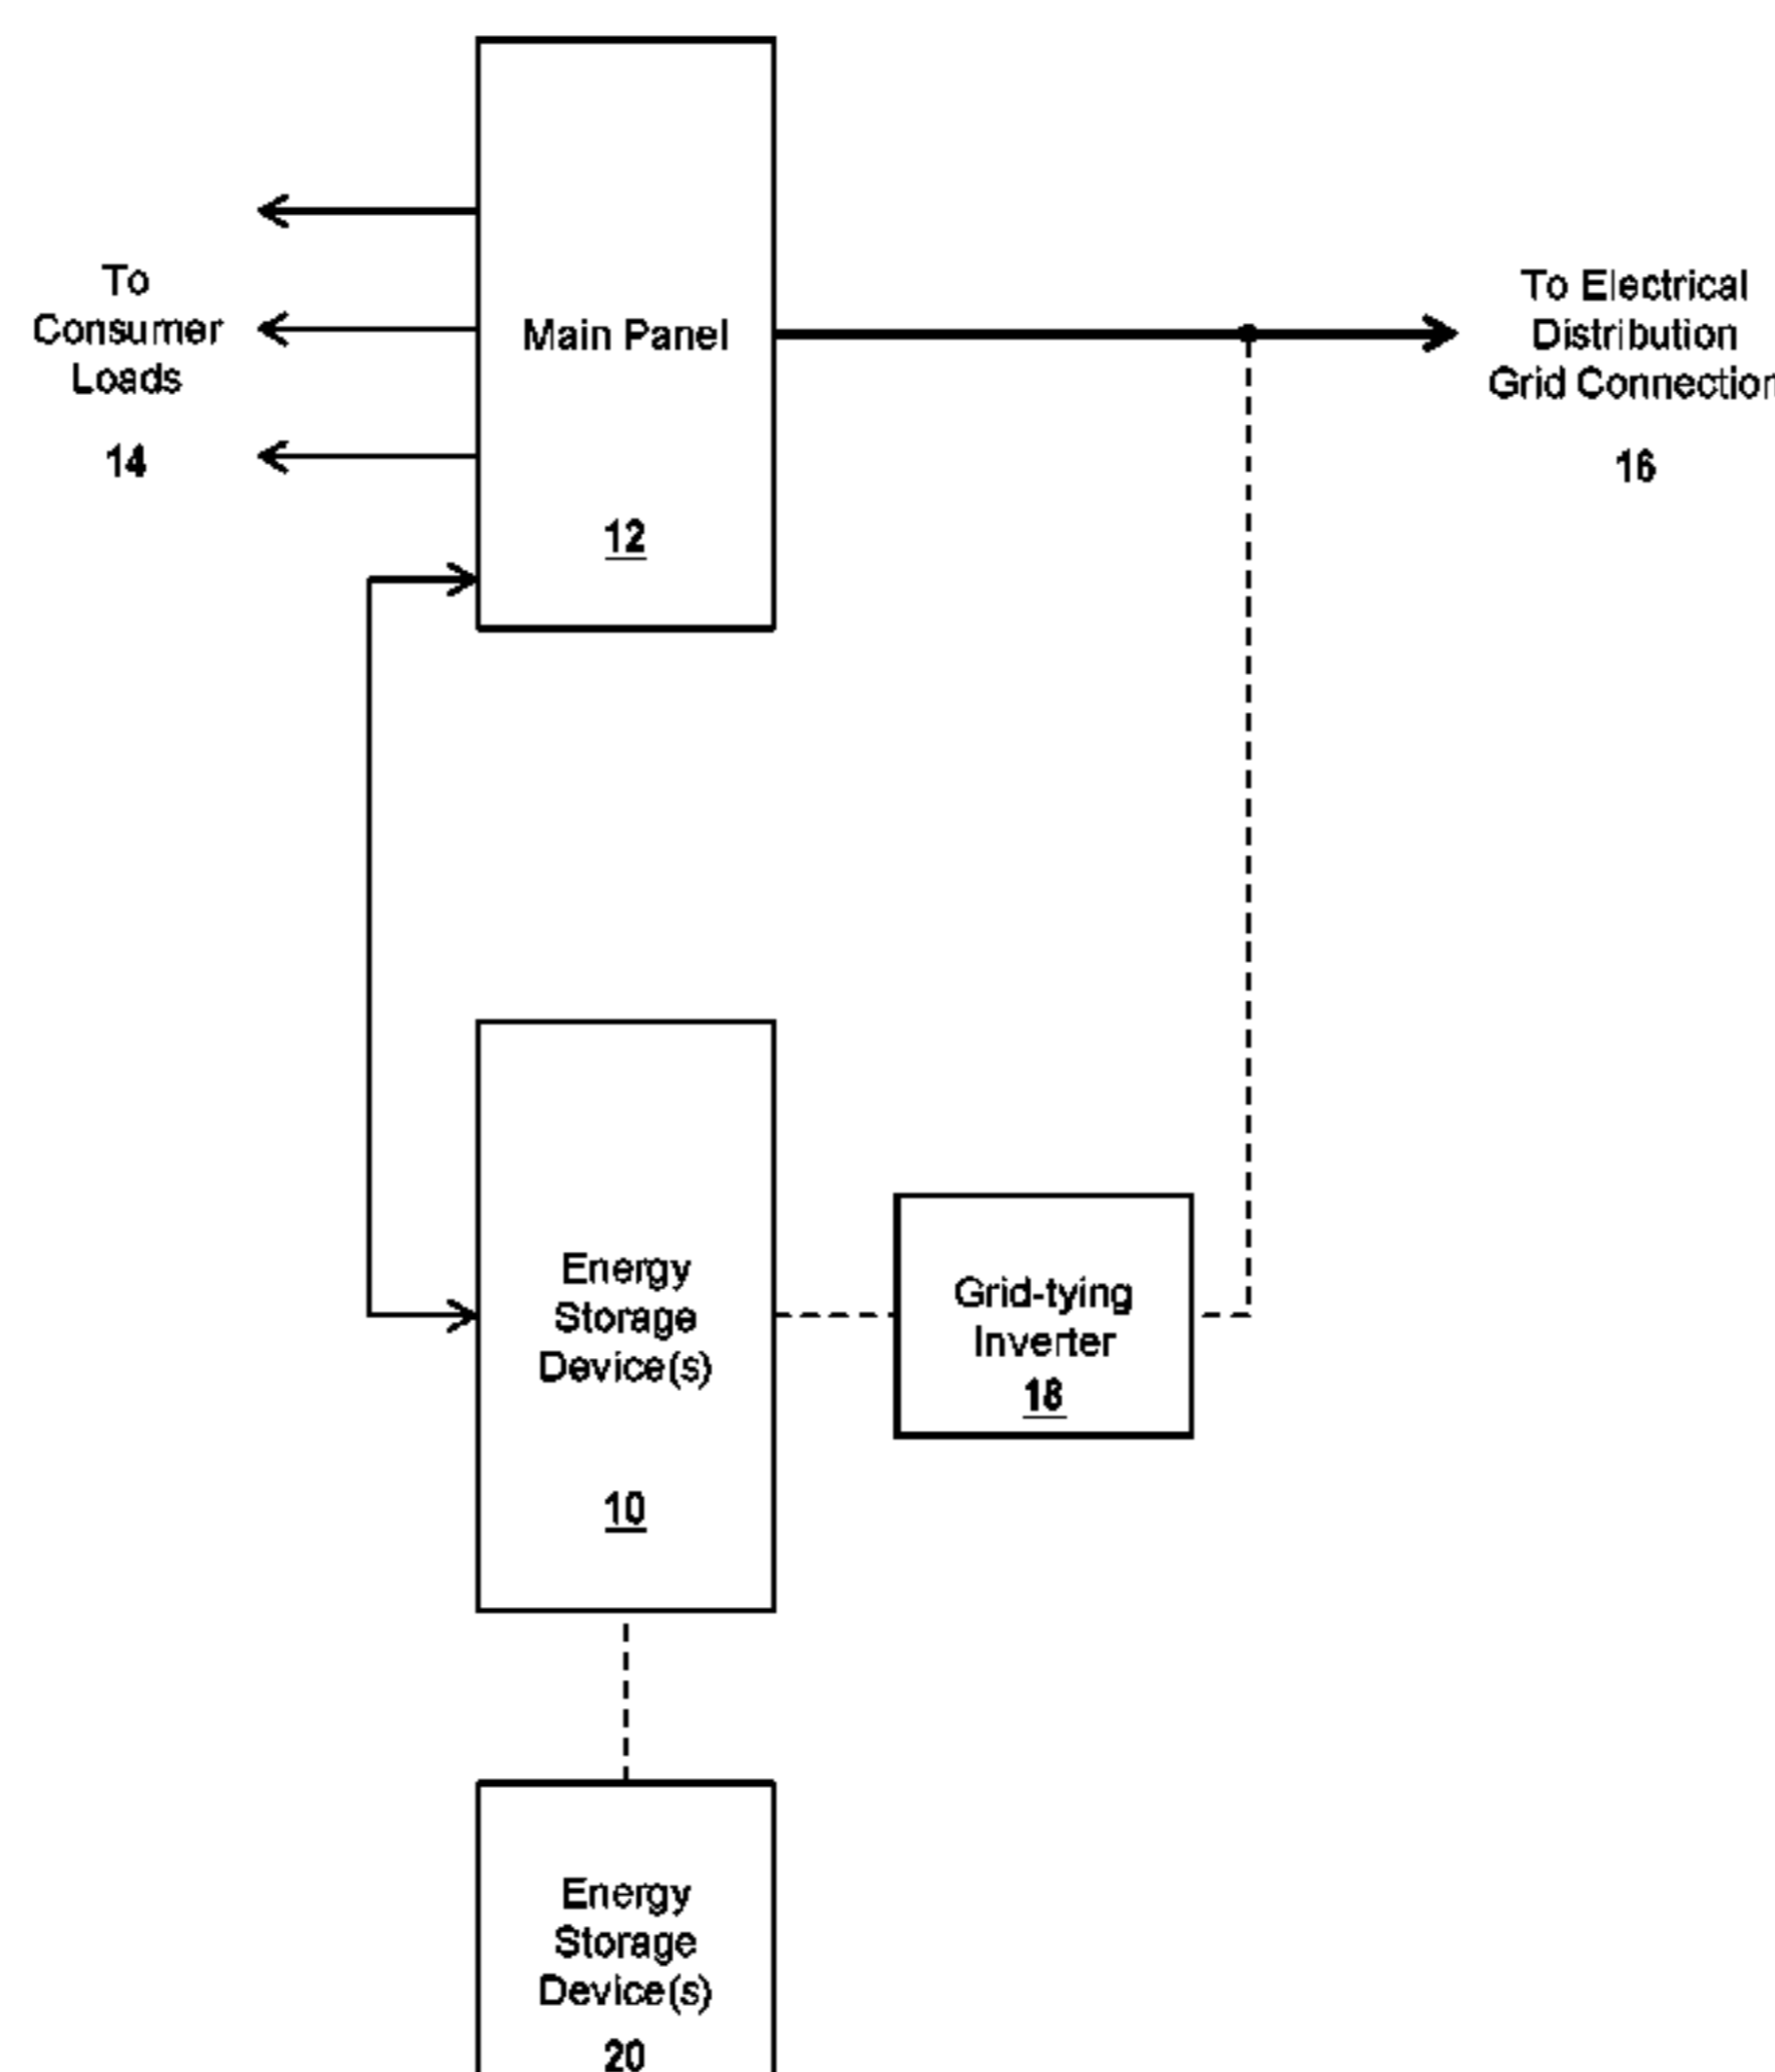 To
Consumer
Loads
14
Main Panel
12
To Electrical
Distribution
Grid Connection
16
Energy
Storage
Device(s)
10
Grid-tying
Inverter
18
Energy
Storage
Device(s)
20